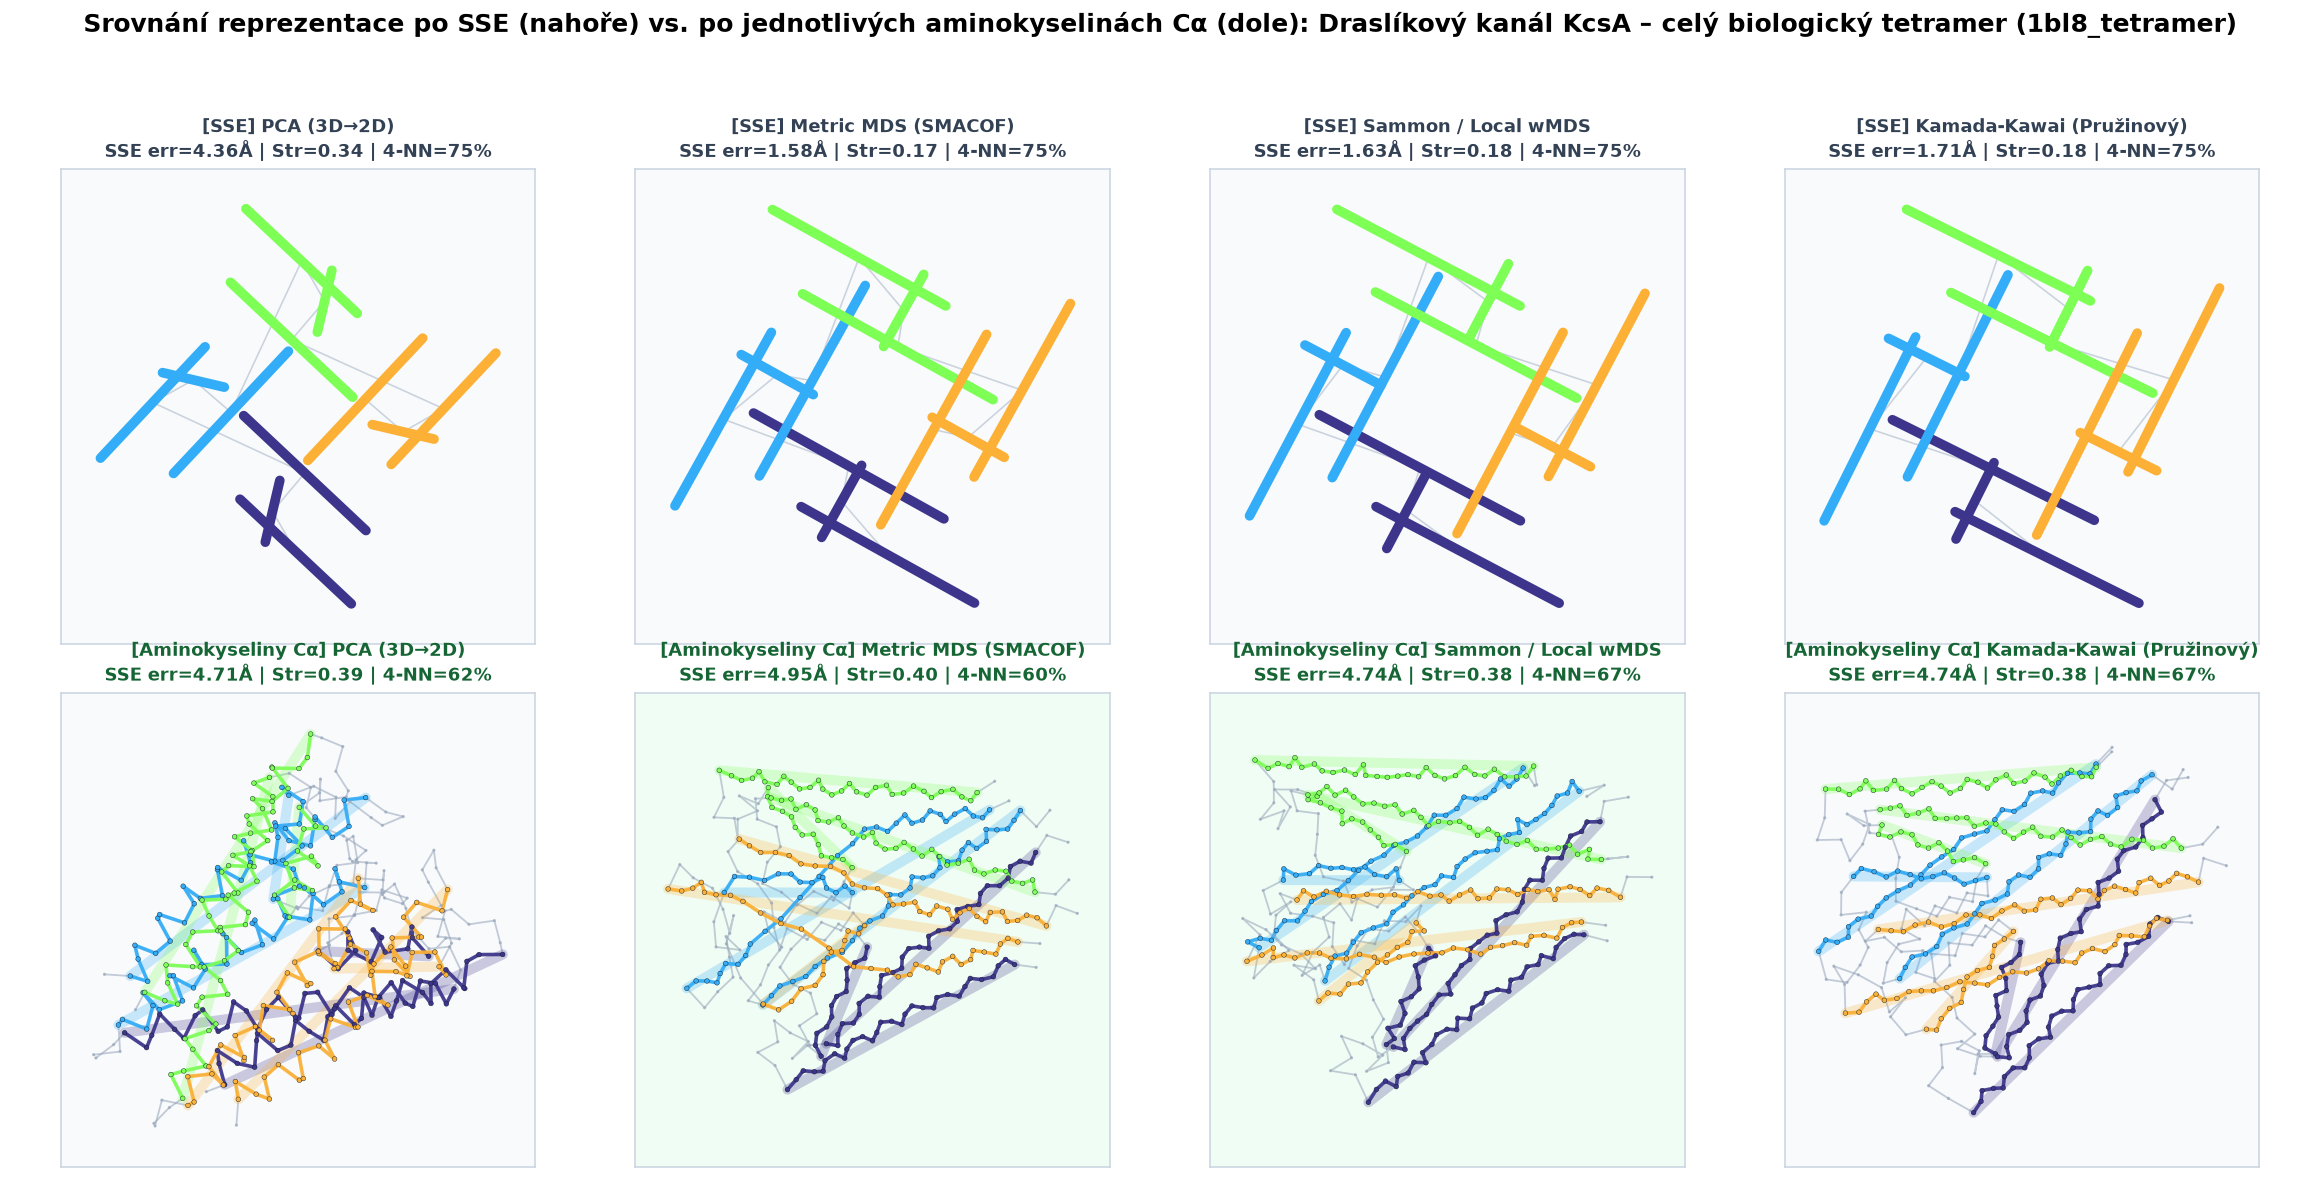 Srovnání reprezentace po SSE (nahoře) vs. po jednotlivých aminokyselinách Cα (dole): Draslíkový kanál KcsA – celý biologický tetramer (1bl8_tetramer)
[SSE] PCA (3D→2D)
SSE err=4.36Å | Str=0.34 | 4-NN=75%
[SSE] Metric MDS (SMACOF)
SSE err=1.58Å | Str=0.17 | 4-NN=75%
[SSE] Sammon / Local wMDS
SSE err=1.63Å | Str=0.18 | 4-NN=75%
[SSE] Kamada-Kawai (Pružinový)
SSE err=1.71Å | Str=0.18 | 4-NN=75%
[Aminokyseliny Cα] PCA (3D→2D)
SSE err=4.71Å | Str=0.39 | 4-NN=62%
[Aminokyseliny Cα] Metric MDS (SMACOF)
SSE err=4.95Å | Str=0.40 | 4-NN=60%
[Aminokyseliny Cα] Sammon / Local wMDS
SSE err=4.74Å | Str=0.38 | 4-NN=67%
[Aminokyseliny Cα] Kamada-Kawai (Pružinový)
SSE err=4.74Å | Str=0.38 | 4-NN=67%